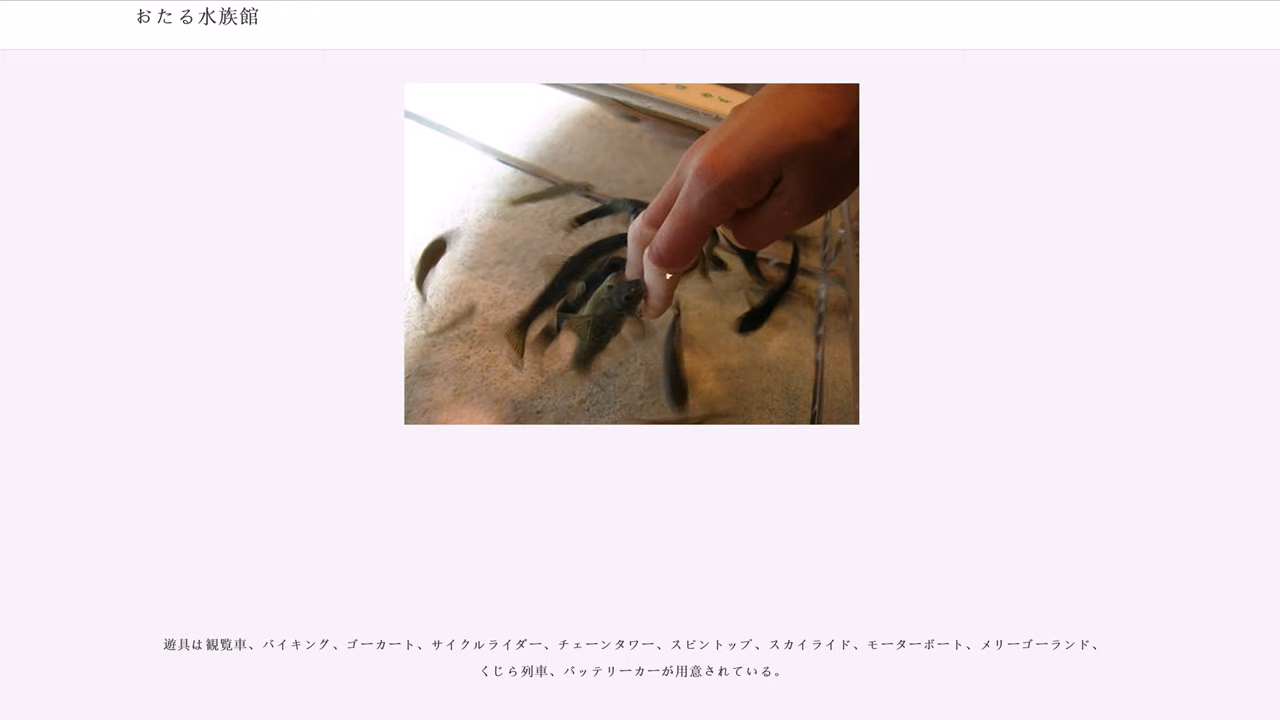 おたる水族館
遊具は観覧車、バイキング、ゴーカート、サイクルライダー、チェーンタワー、スピントップ、スカイライド、モーターボート、メリーゴーランド、
くじら列車、バッテリーカーが用意されている。